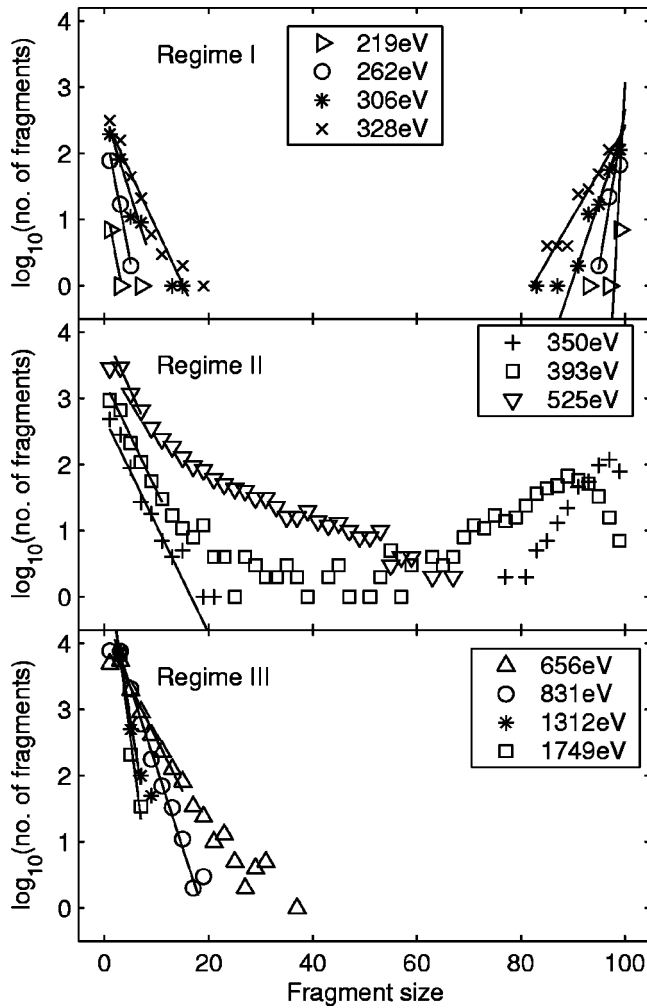 Regime I
219eV
262eV
306eV
328eV
4
3
2
1
0
log10(no. of fragments)
Regime II
350eV
393eV
525eV
4
3
2
1
0
log10(no. of fragments)
Regime III
656eV
831eV
1312eV
1749eV
4
3
2
1
0
log10(no. of fragments)
0 20 40 60 80 100
Fragment size